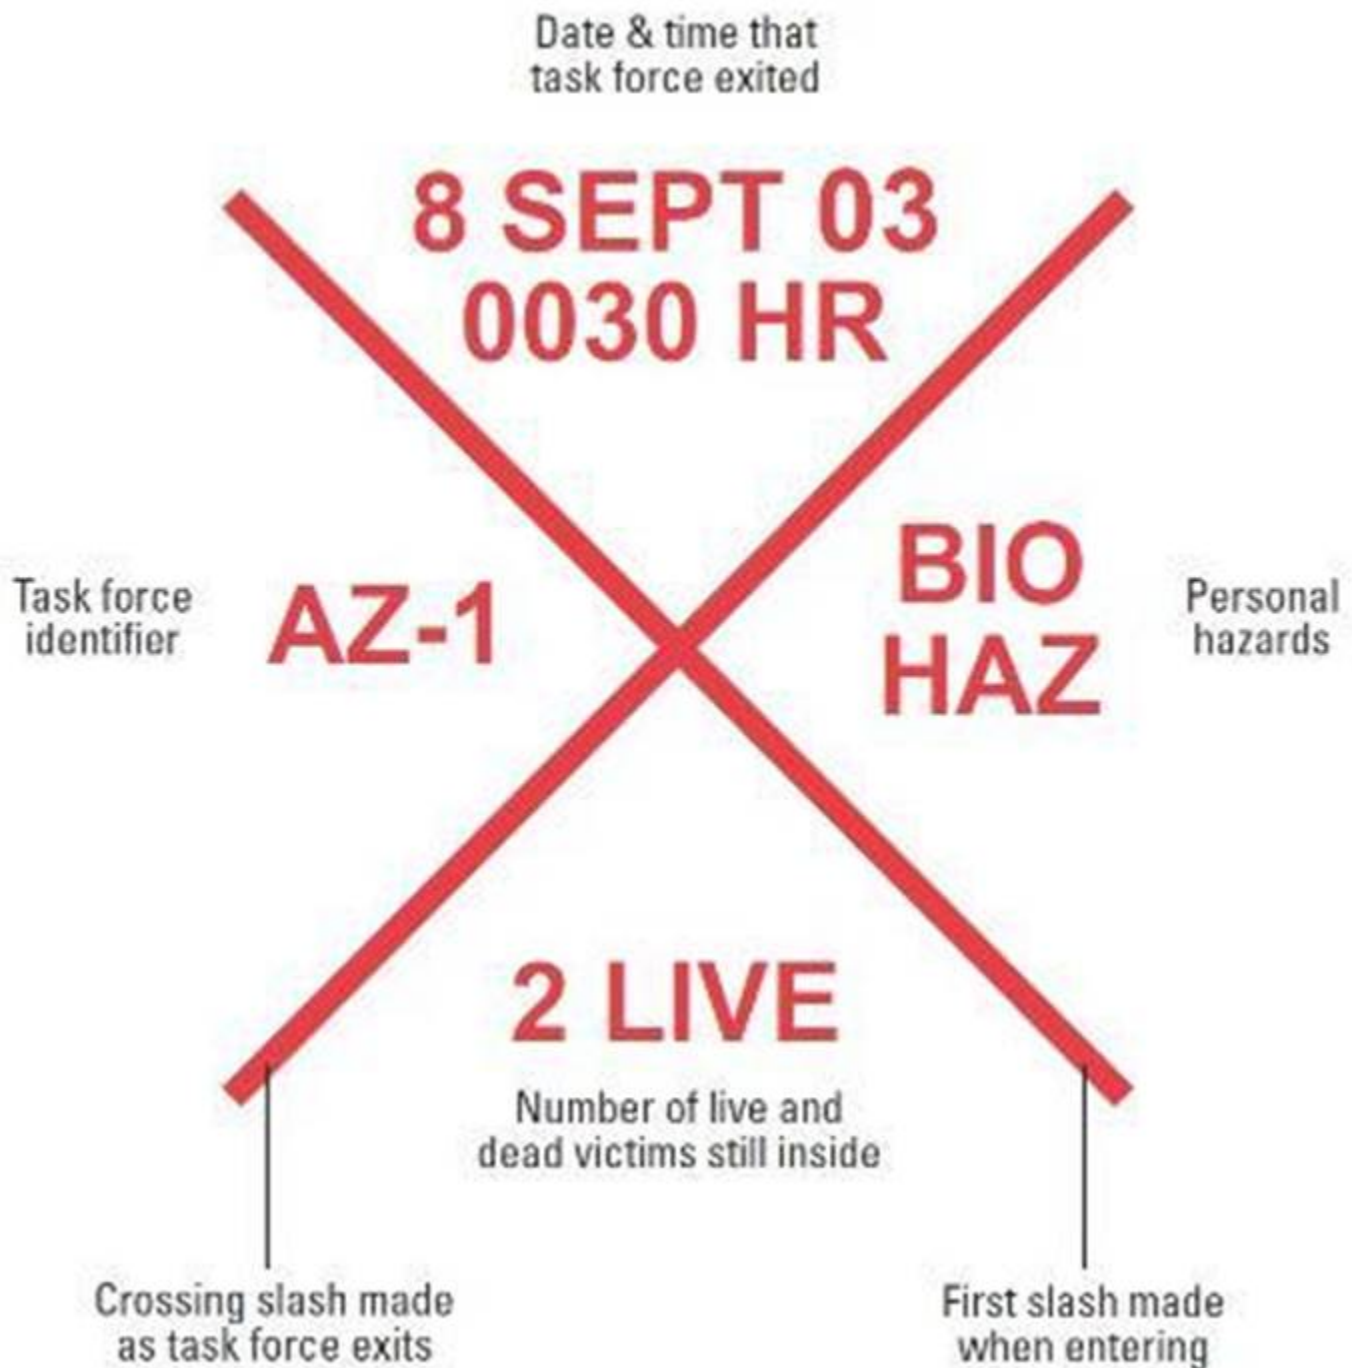 Date & time that
task force exited
8 SEPT 03
0030 HR
Task force
identifier
AZ-1
BIO
HAZ
Personal
hazards
2 LIVE
Number of live and
dead victims still inside
Crossing slash made
as task force exits
First slash made
when entering